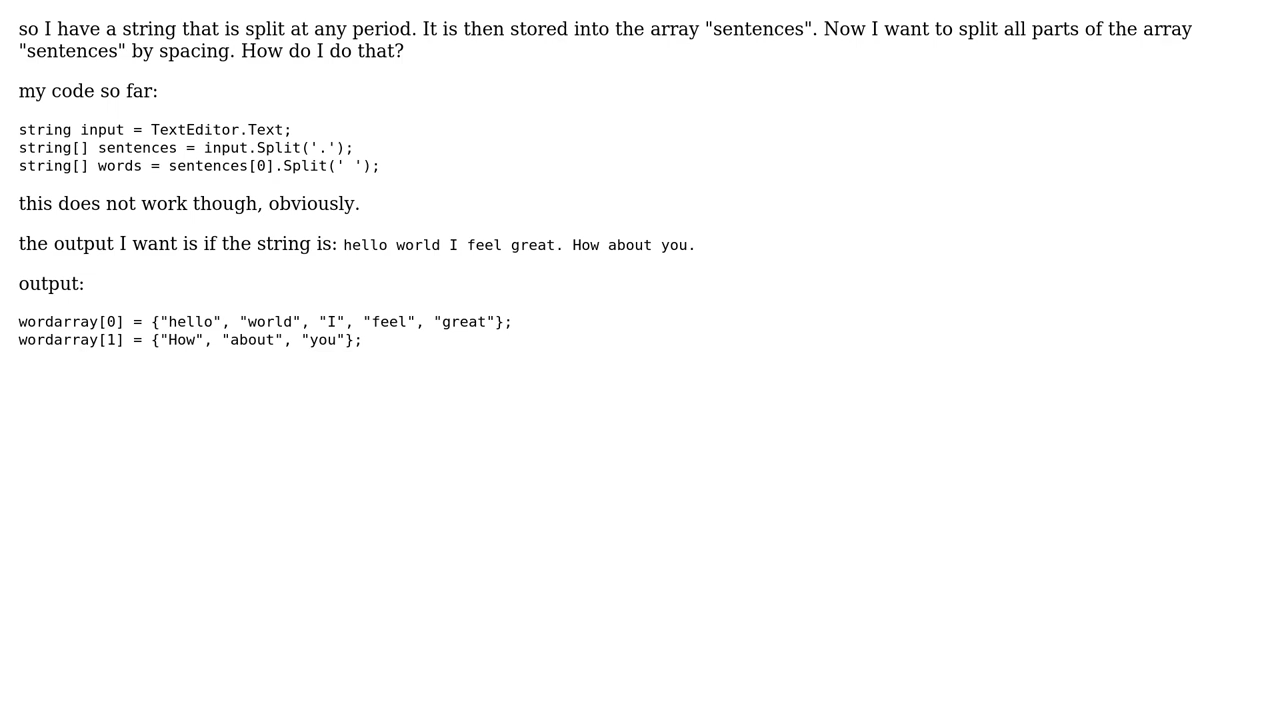 so I have a string that is split at any period. It is then stored into the array "sentences". Now I want to split all parts of the array
"sentences" by spacing. How do I do that?
my code so far:
string input = TextEditor.Text;
string[] sentences = input.Split('.');
string[] words = sentences[0].Split(' ');
this does not work though, obviously.
the output I want is if the string is: hello world I feel great. How about you.
output:
wordarray[0] = {"hello", "world", "I", "feel", "great"};
wordarray[1] = {"How", "about", "you"};